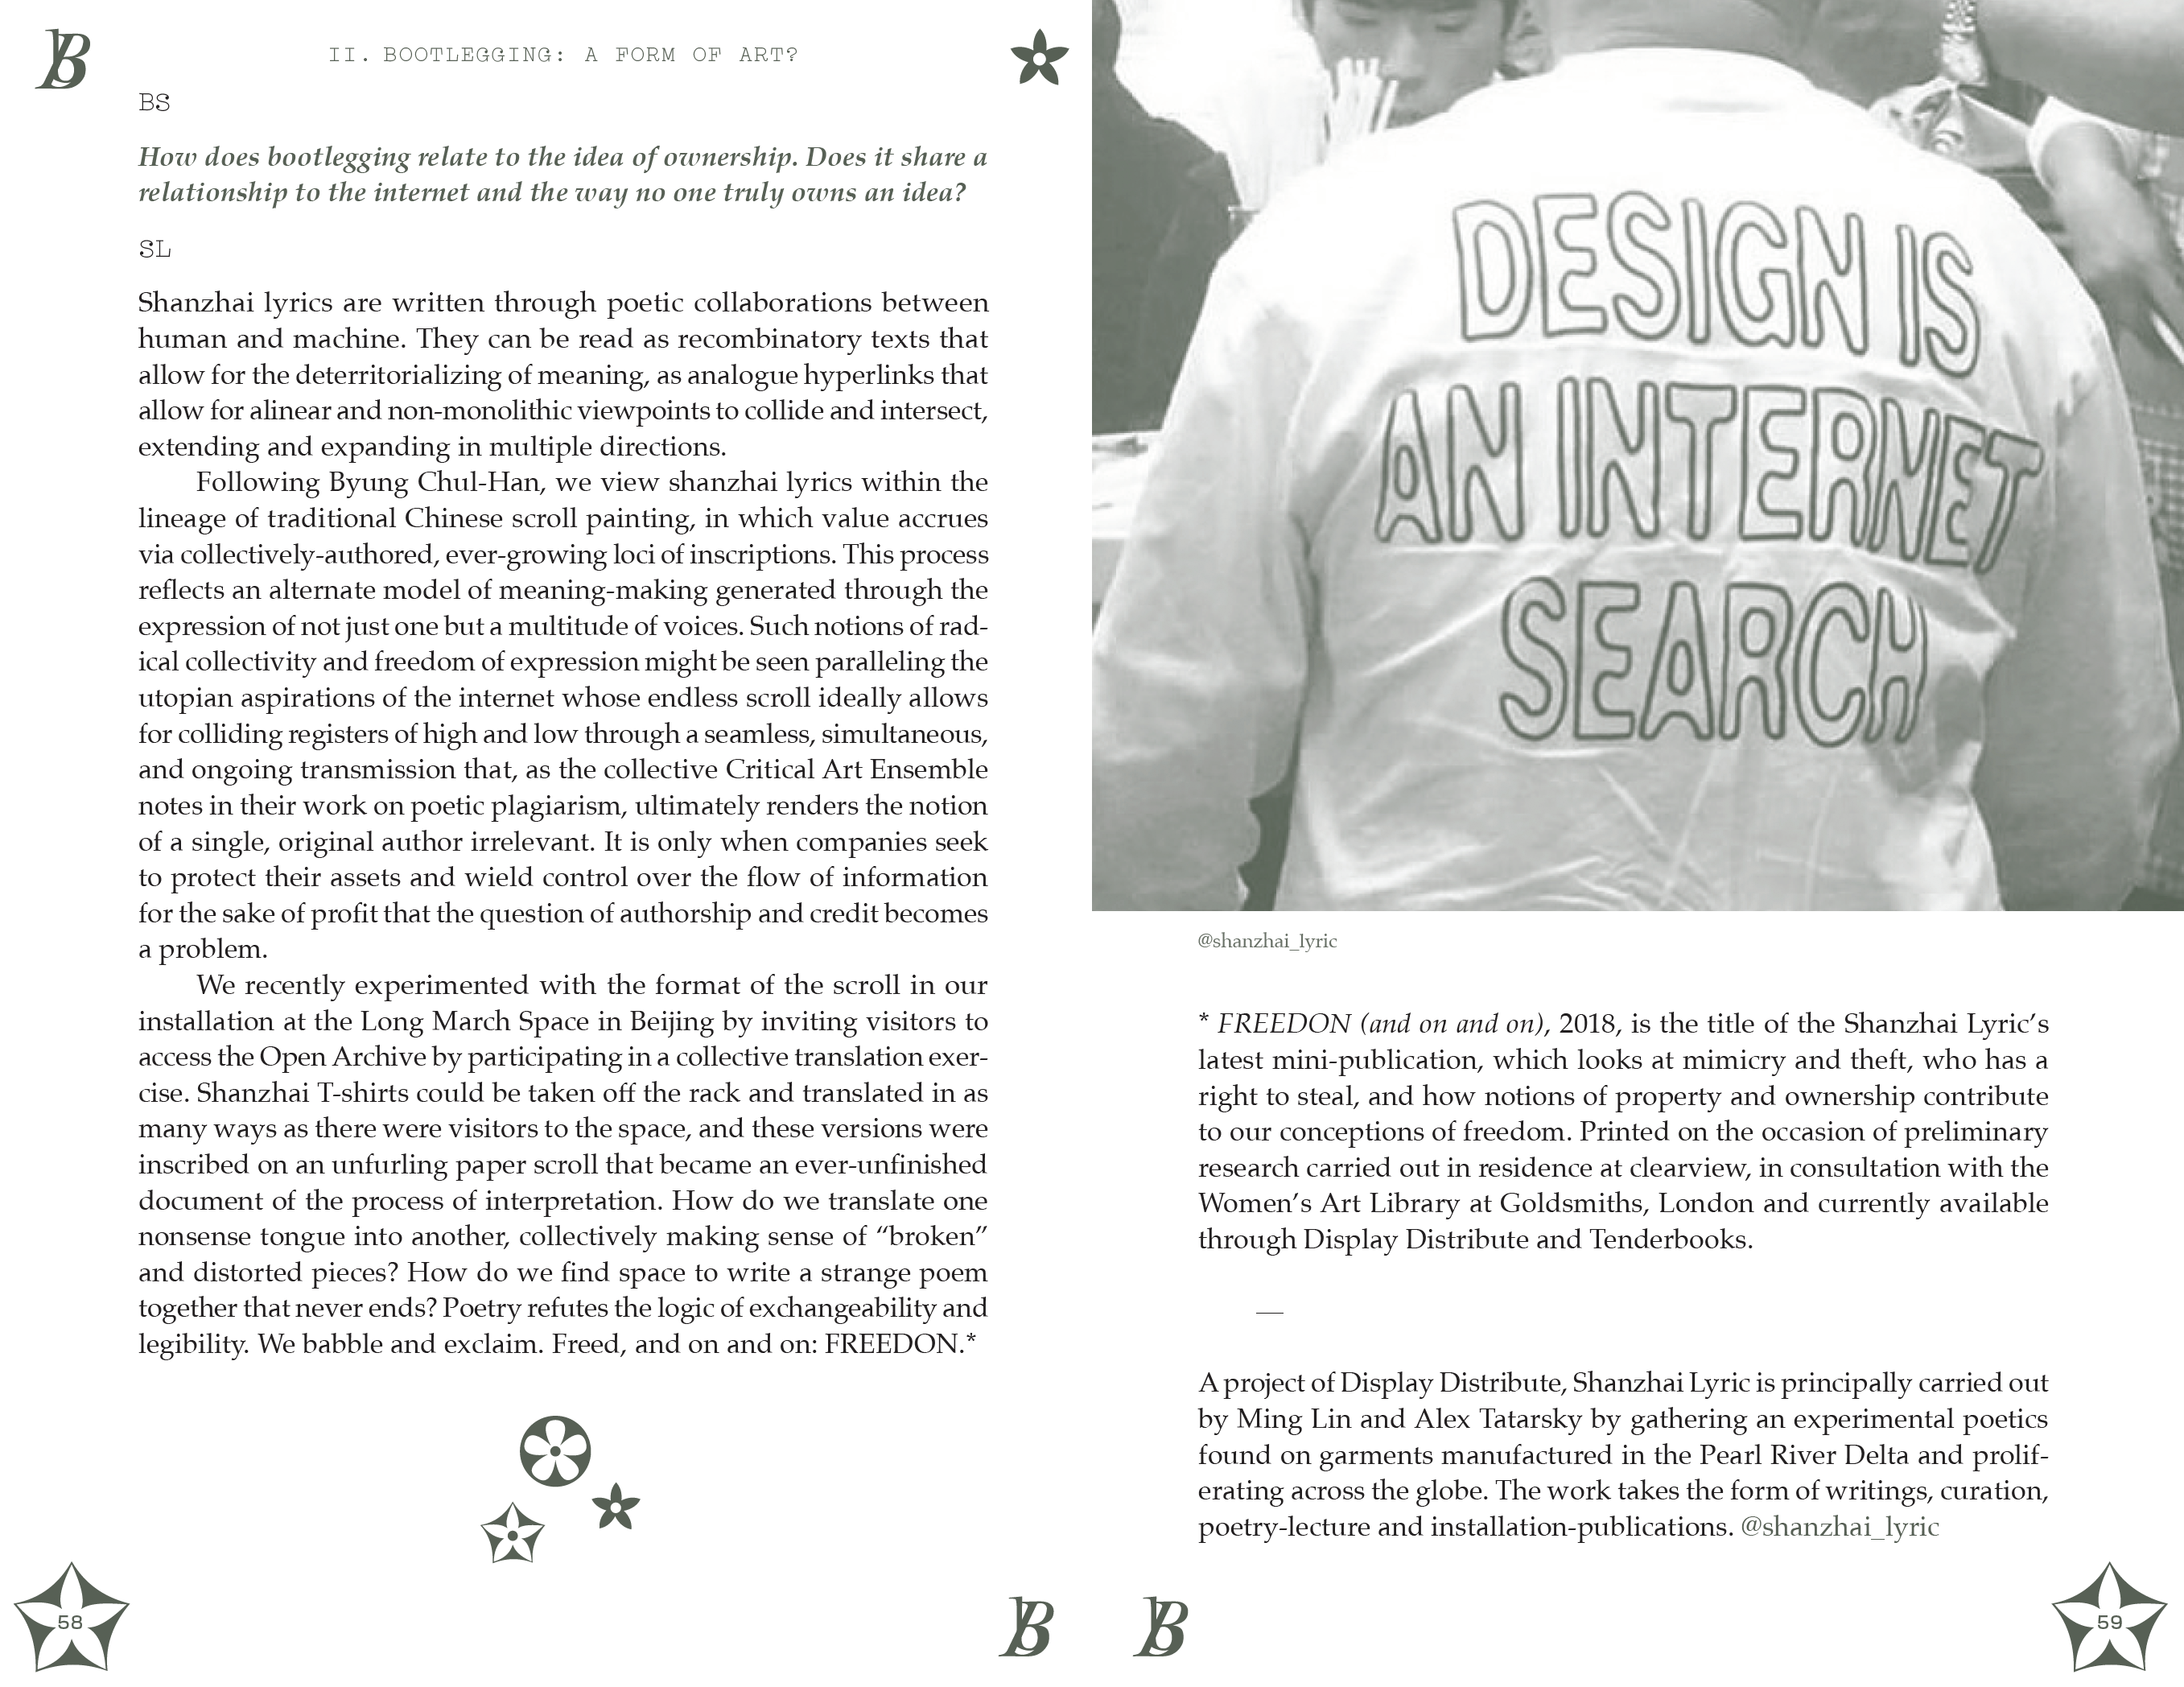 II. BOOTLEGGING: A FORM OF ART?
BS
How does bootlegging relate to the idea of ownership. Does it share a
relationship to the internet and the way no one truly owns an idea?
SL
Shanzhai lyrics are written through poetic collaborations between
human and machine. They can be read as recombinatory texts that
allow for the deterritorializing of meaning, as analogue hyperlinks that
allow for alinear and non-monolithic viewpoints to collide and intersect,
extending and expanding in multiple directions.
Following Byung Chul-Han, we view shanzhai lyrics within the
lineage of traditional Chinese scroll painting, in which value accrues
via collectively-authored, ever-growing loci of inscriptions. This process
reflects an alternate model of meaning-making generated through the
expression of not just one but a multitude of voices. Such notions of rad-
ical collectivity and freedom of expression might be seen paralleling the
utopian aspirations of the internet whose endless scroll ideally allows
for colliding registers of high and low through a seamless, simultaneous,
and ongoing transmission that, as the collective Critical Art Ensemble
notes in their work on poetic plagiarism, ultimately renders the notion
of a single, original author irrelevant. It is only when companies seek
to protect their assets and wield control over the flow of information
for the sake of profit that the question of authorship and credit becomes
a problem.
We recently experimented with the format of the scroll in our
installation at the Long March Space in Beijing by inviting visitors to
access the Open Archive by participating in a collective translation exer-
cise. Shanzhai T-shirts could be taken off the rack and translated in as
many ways as there were visitors to the space, and these versions were
inscribed on an unfurling paper scroll that became an ever-unfinished
document of the process of interpretation. How do we translate one
nonsense tongue into another, collectively making sense of “broken”
and distorted pieces? How do we find space to write a strange poem
together that never ends? Poetry refutes the logic of exchangeability and
legibility. We babble and exclaim. Freed, and on and on: FREEDON.*
58
B
B
DESIGN IS
AN INTERNET
SEARCH
@shanzhai_lyric
* FREEDON (and on and on), 2018, is the title of the Shanzhai Lyric’s
latest mini-publication, which looks at mimicry and theft, who has a
right to steal, and how notions of property and ownership contribute
to our conceptions of freedom. Printed on the occasion of preliminary
research carried out in residence at clearview, in consultation with the
Women’s Art Library at Goldsmiths, London and currently available
through Display Distribute and Tenderbooks.
—
A project of Display Distribute, Shanzhai Lyric is principally carried out
by Ming Lin and Alex Tatarsky by gathering an experimental poetics
found on garments manufactured in the Pearl River Delta and prolif-
erating across the globe. The work takes the form of writings, curation,
poetry-lecture and installation-publications. @shanzhai_lyric
B
59